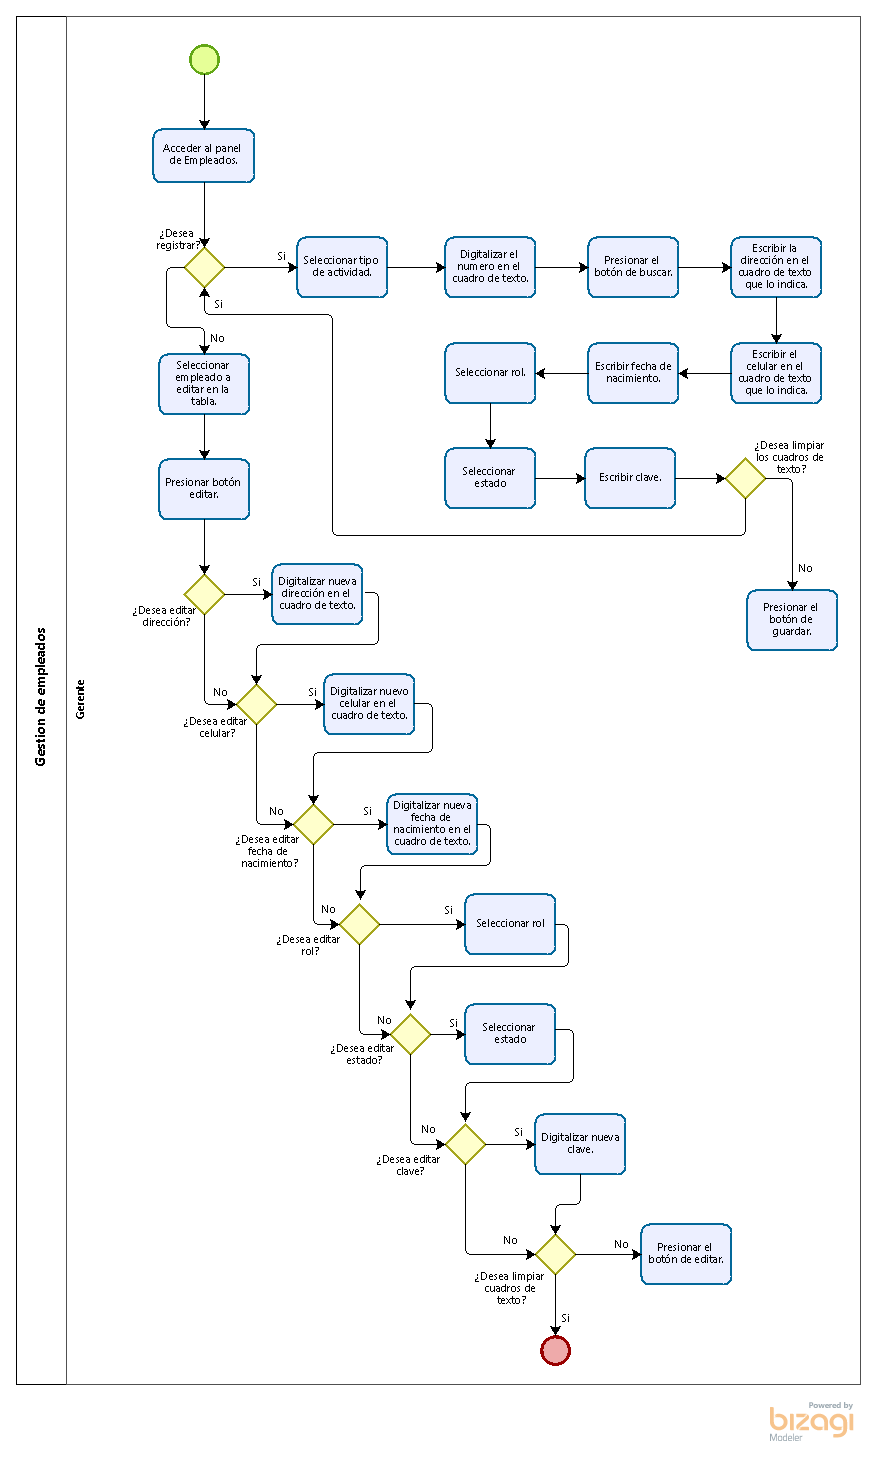 Gestion de empleados
Gerente
Acceder al panel
de Empleados.
¿Desea
registrar?
Si
Seleccionar tipo
de actividad.
Digitalizar el
numero en el
cuadro de texto.
Presionar el
botón de buscar.
Escribir la
dirección en el
cuadro de texto
que lo indica.
Si
No
Seleccionar
empleado a
editar en la
tabla.
Seleccionar rol.
Escribir fecha de
nacimiento.
Escribir el
celular en el
cuadro de texto
que lo indica.
Presionar botón
editar.
Seleccionar
estado
Escribir clave.
¿Desea limpiar
los cuadros de
texto?
No
Presionar el
botón de
guardar.
¿Desea editar
dirección?
Si
Digitalizar nueva
dirección en el
cuadro de texto.
No
¿Desea editar
celular?
Si
Digitalizar nuevo
celular en el
cuadro de texto.
No
¿Desea editar
fecha de
nacimiento?
Si
Digitalizar nueva
fecha de
nacimiento en el
cuadro de texto.
No
¿Desea editar
rol?
Si
Seleccionar rol
No
¿Desea editar
estado?
Si
Seleccionar
estado
No
¿Desea editar
clave?
Si
Digitalizar nueva
clave.
No
¿Desea limpiar
cuadros de
texto?
No
Presionar el
botón de editar.
Si
Powered by
bizagi
Modeler